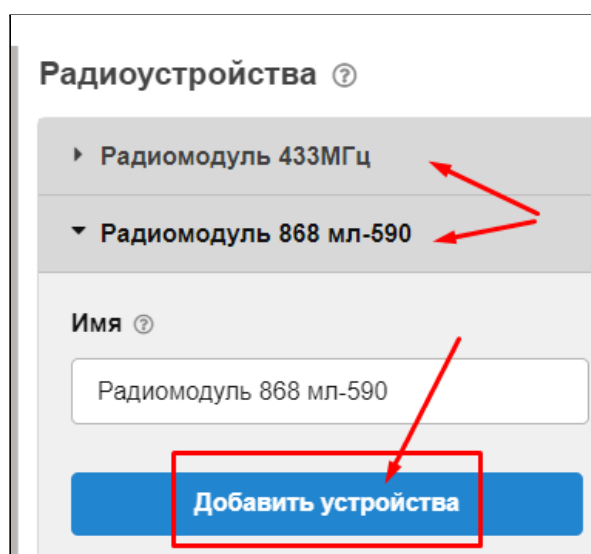 Радиоустройства ?
Радиомодуль 433МГц
Радиомодуль 868 мл-590
Имя ?
Радиомодуль 868 мл-590
Добавить устройства